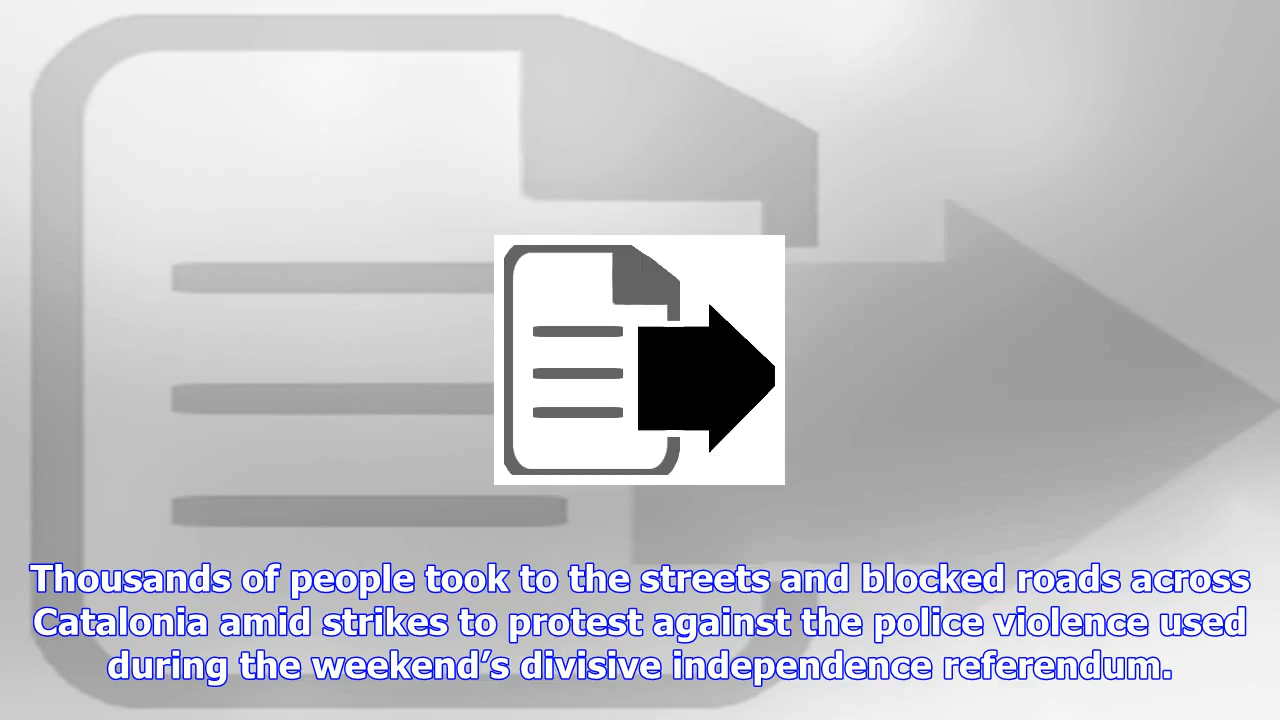 Thousands of people took to the streets and blocked roads across
Catalonia amid strikes to protest against the police violence used
during the weekend’s divisive independence referendum.